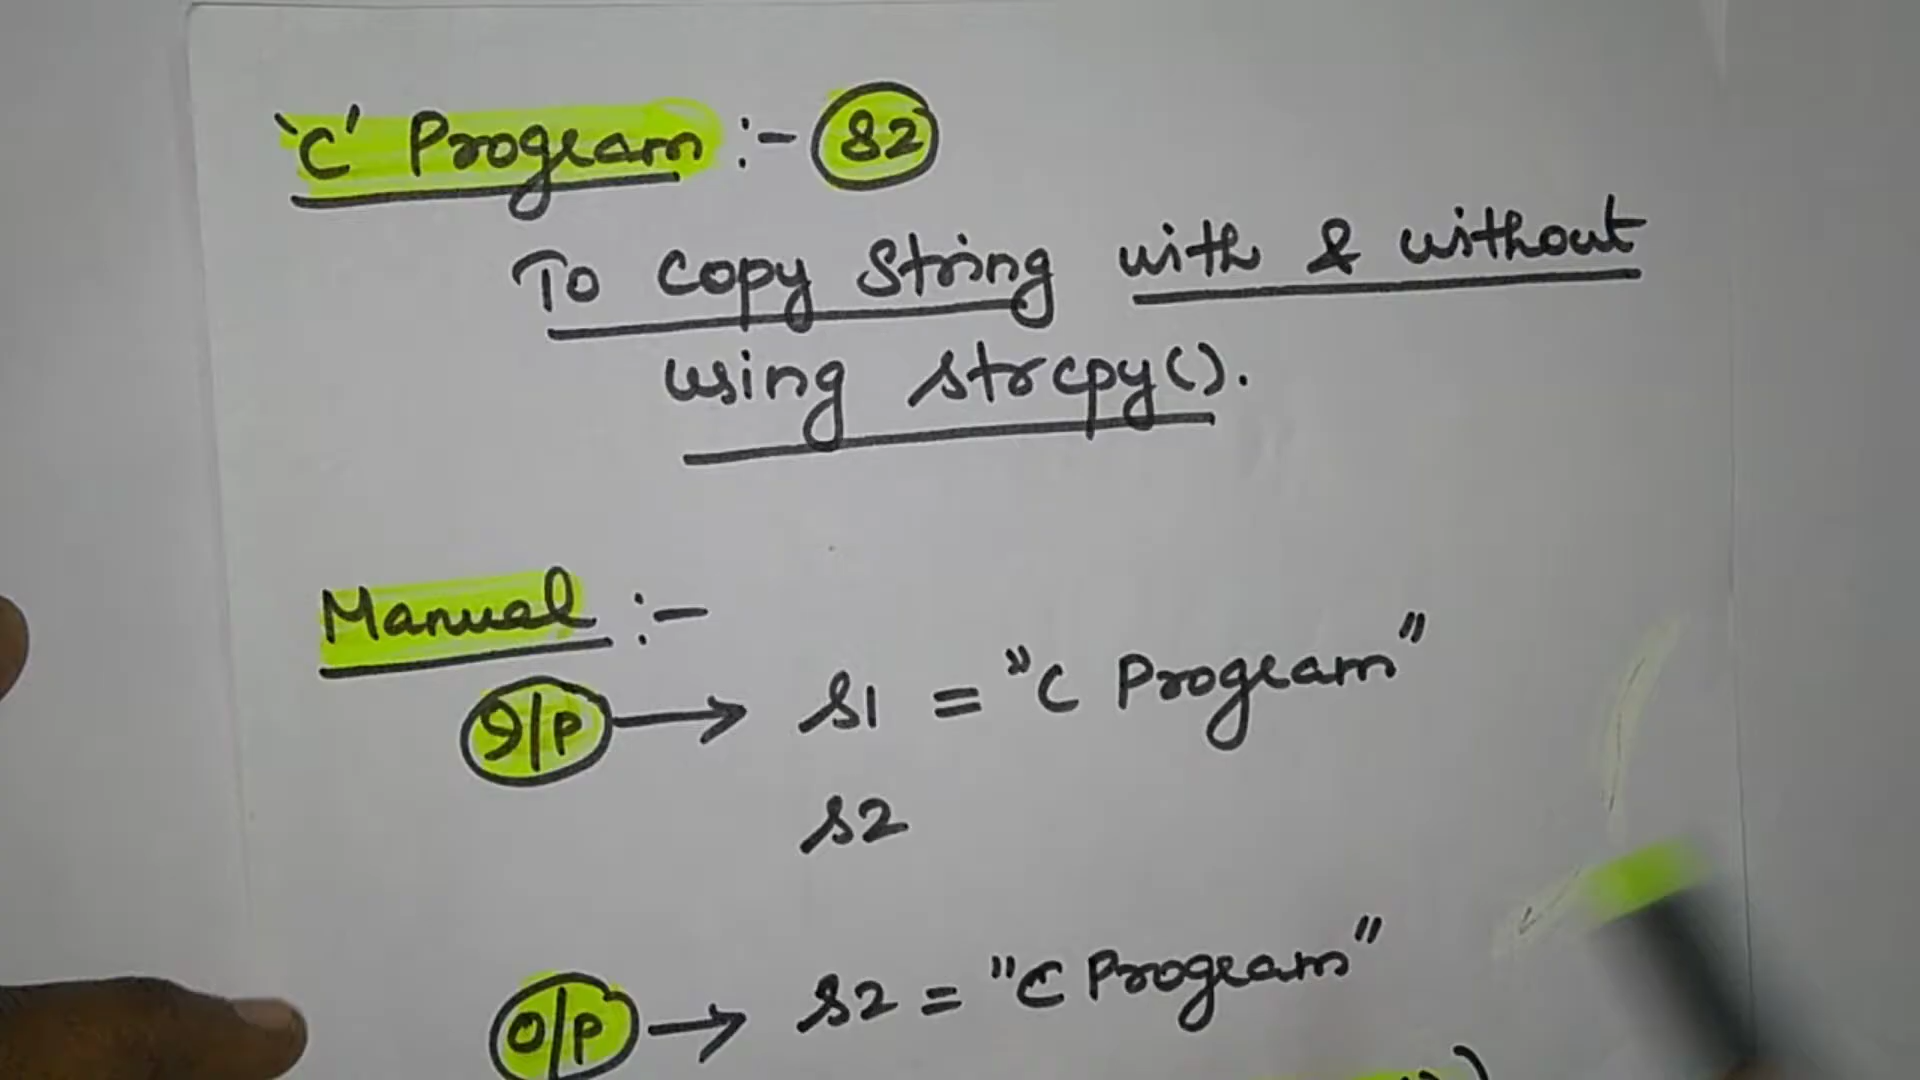 'C' Program :- 82
To copy string with & without
using strcpy().
Manual :-
I/P → s1 = "C Program"
s2
O/P → s2 = "C Program"